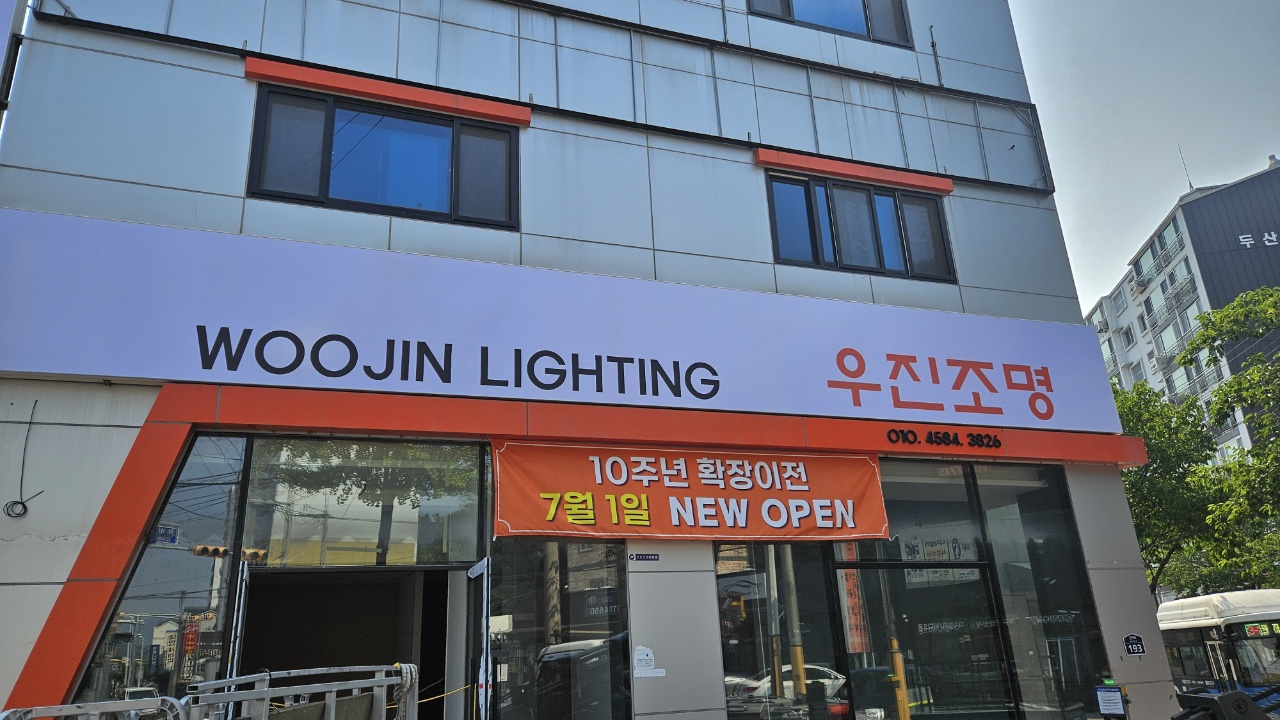 두산
WOOJIN LIGHTING
우진조명
010. 4584. 3826
10주년 확장이전
7월 1일 NEW OPEN
193